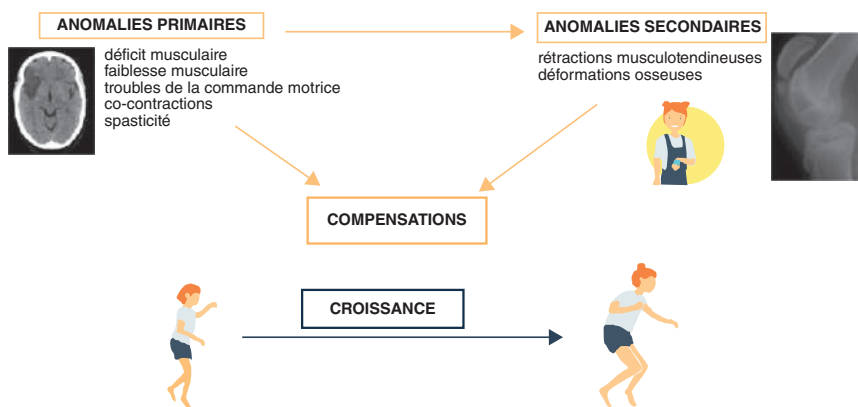 ANOMALIES PRIMAIRES
déficit musculaire
faiblesse musculaire
troubles de la commande motrice
co-contractions
spasticité
ANOMALIES SECONDAIRES
rétractions musculotendineuses
déformations osseuses
COMPENSATIONS
CROISSANCE